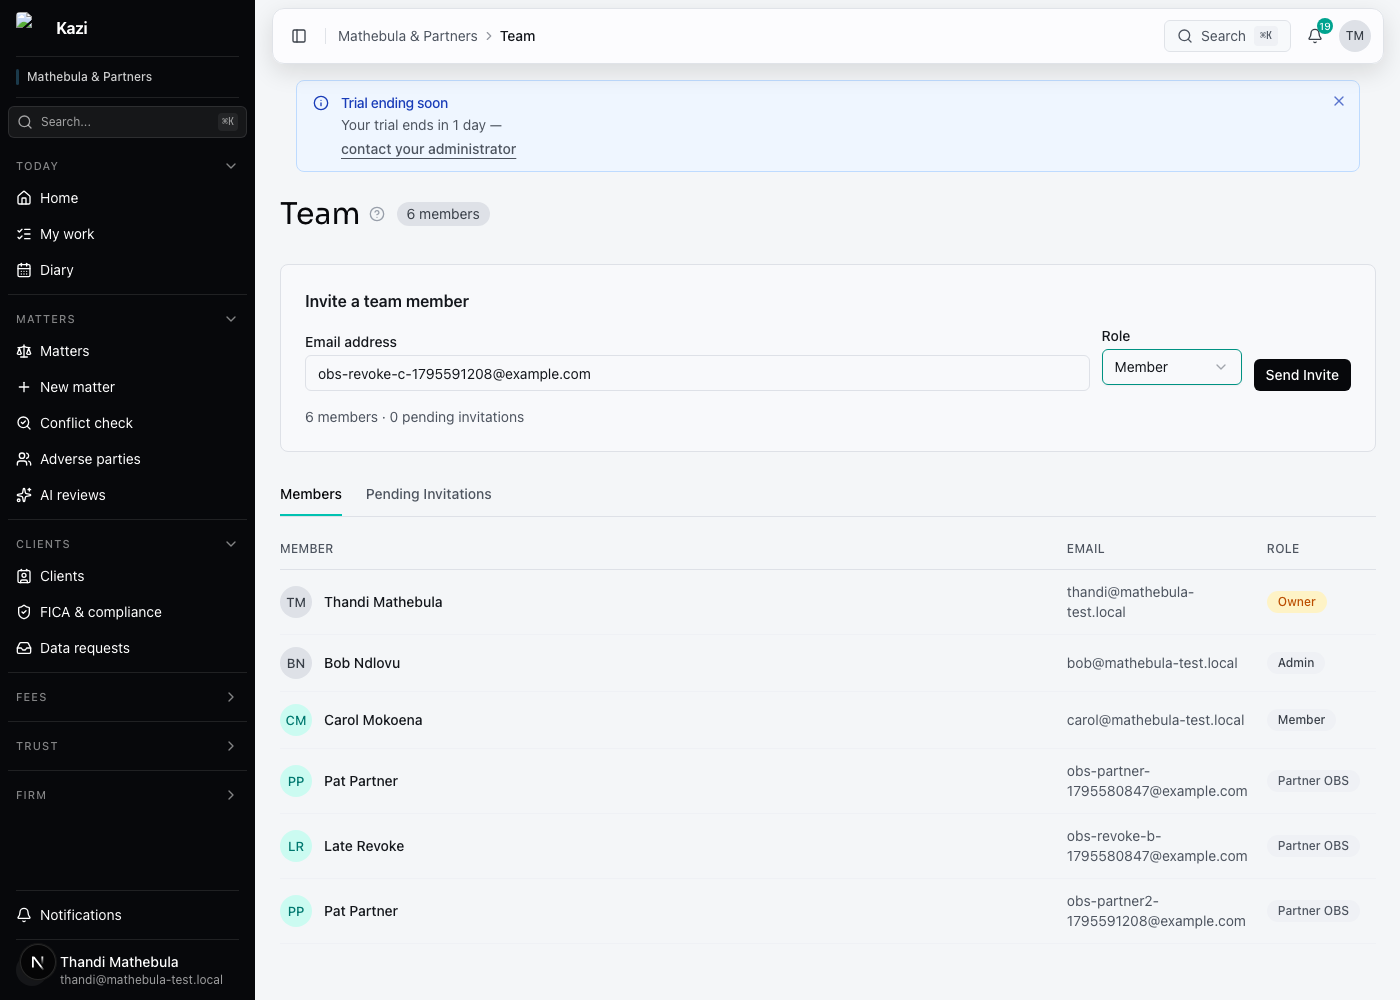 Kazi
Mathebula & Partners
Search...
⌘K
TODAY
Home
My work
Diary
MATTERS
Matters
New matter
Conflict check
Adverse parties
AI reviews
CLIENTS
Clients
FICA & compliance
Data requests
FEES
TRUST
FIRM
Notifications
N
Thandi Mathebula
thandi@mathebula-test.local
Mathebula & Partners > Team
Search ⌘K
19
TM
Trial ending soon
Your trial ends in 1 day —
contact your administrator
Team
6 members
Invite a team member
Email address
obs-revoke-c-1795591208@example.com
Role
Member
Send Invite
6 members · 0 pending invitations
Members
Pending Invitations
MEMBER EMAIL ROLE
TM Thandi Mathebula thandi@mathebula-
test.local Owner
BN Bob Ndlovu bob@mathebula-test.local Admin
CM Carol Mokoena carol@mathebula-test.local Member
PP Pat Partner obs-partner-
1795580847@example.com Partner OBS
LR Late Revoke obs-revoke-b-
1795580847@example.com Partner OBS
PP Pat Partner obs-partner2-
1795591208@example.com Partner OBS